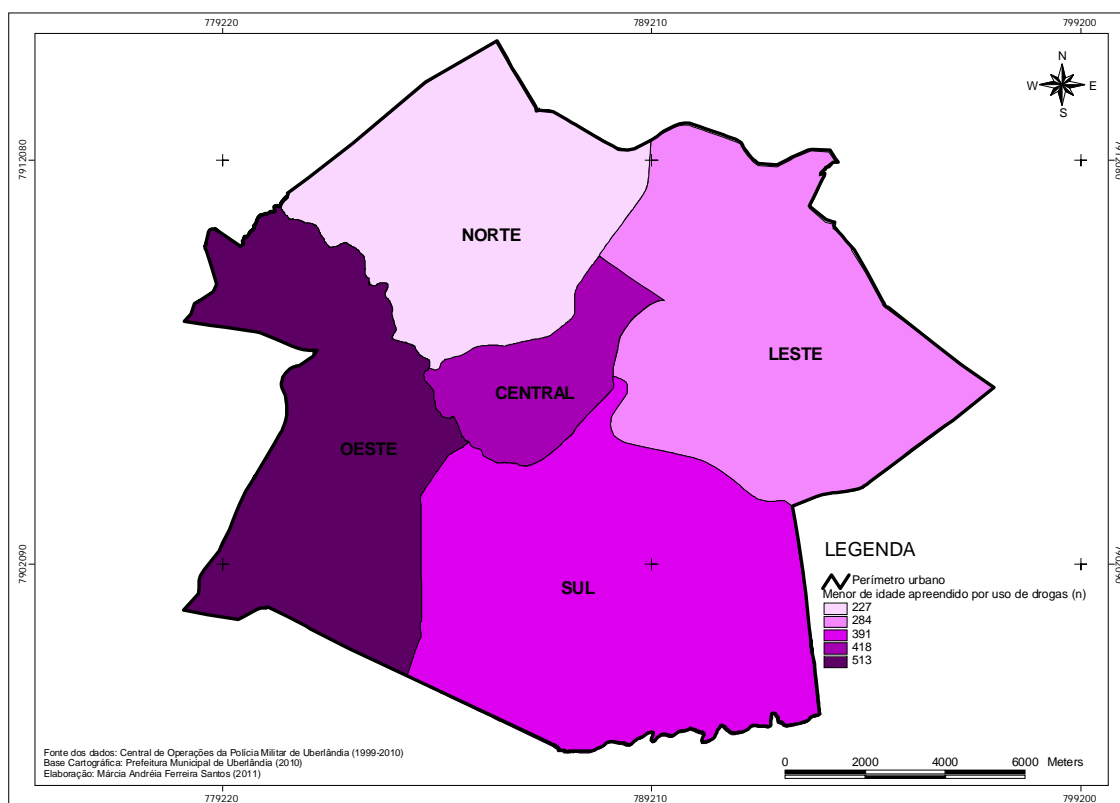 779220
789210
799200
N
W E
S
7912080
7912080
NORTE
LESTE
CENTRAL
OESTE
LEGENDA
7902090
7902090
SUL
Perímetro urbano
Menor de idade apreendido por uso de drogas (n)
227
284
391
418
513
Fonte dos dados: Central de Operações da Polícia Militar de Uberlândia (1999-2010)
Base Cartográfica: Prefeitura Municipal de Uberlândia (2010)
Elaboração: Márcia Andréia Ferreira Santos (2011)
0 2000 4000 6000 Meters
779220
789210
799200